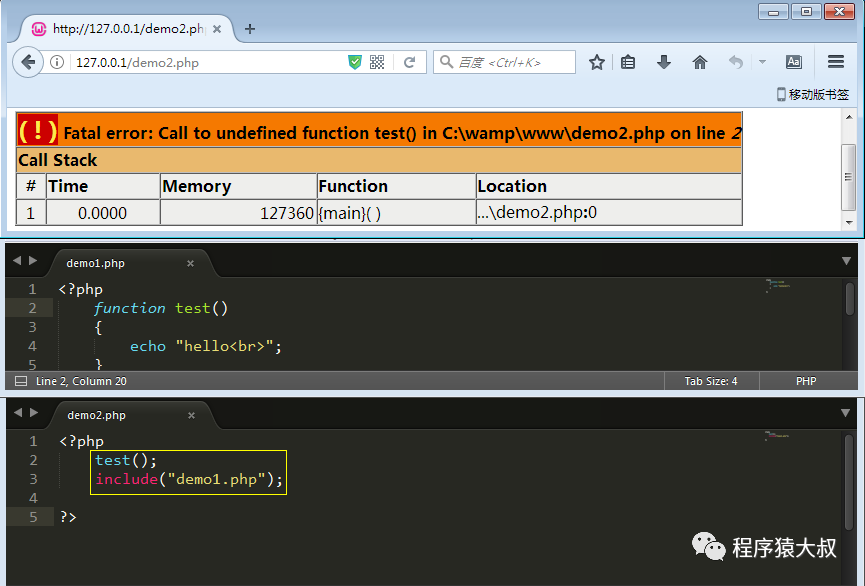 http://127.0.0.1/demo2.ph
127.0.0.1/demo2.php
百度 <Ctrl+K>
Aa
移动版书签
( ! ) Fatal error: Call to undefined function test() in C:\wamp\www\demo2.php on line 2
Call Stack
# Time Memory Function Location
1 0.0000 127360 {main}( ) ...\demo2.php:0
demo1.php
1 <?php
2 function test()
3 {
4 echo "hello<br>";
5 }
Line 2, Column 20 Tab Size: 4 PHP
demo2.php
1 <?php
2 test();
3 include("demo1.php");
4
5 ?>
程序猿大叔